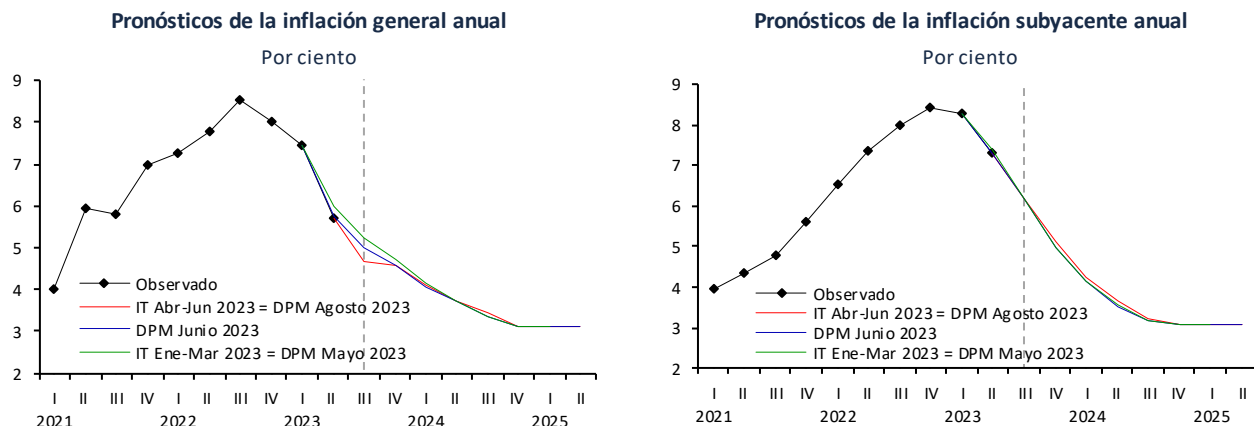 Pronósticos de la inflación general anual
Por ciento
9
8
7
6
5
4
3
2
Observado
IT Abr-Jun 2023 = DPM Agosto 2023
DPM Junio 2023
IT Ene-Mar 2023 = DPM Mayo 2023
I II III IV I II III IV I II III IV I II III IV I II
2021 2022 2023 2024 2025
Pronósticos de la inflación subyacente anual
Por ciento
9
8
7
6
5
4
3
2
Observado
IT Abr-Jun 2023 = DPM Agosto 2023
DPM Junio 2023
IT Ene-Mar 2023 = DPM Mayo 2023
I II III IV I II III IV I II III IV I II III IV I II
2021 2022 2023 2024 2025